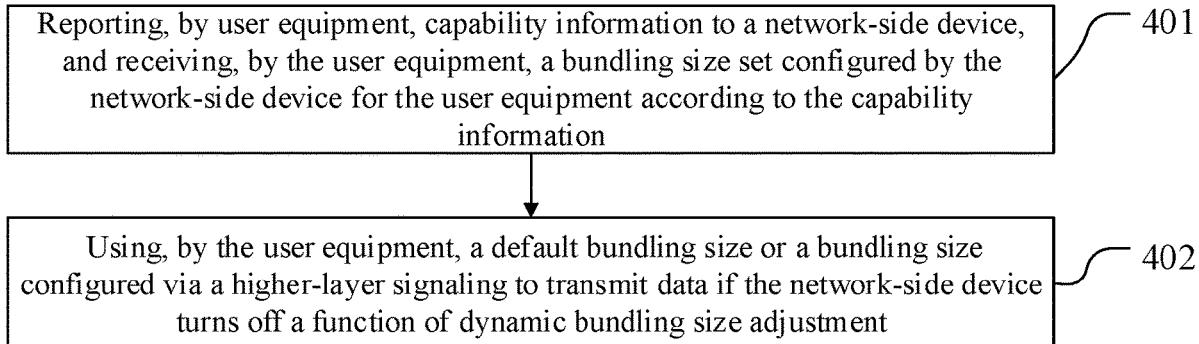 Reporting, by user equipment, capability information to a network-side device,
and receiving, by the user equipment, a bundling size set configured by the
network-side device for the user equipment according to the capability
information
401
Using, by the user equipment, a default bundling size or a bundling size
configured via a higher-layer signaling to transmit data if the network-side device
turns off a function of dynamic bundling size adjustment
402